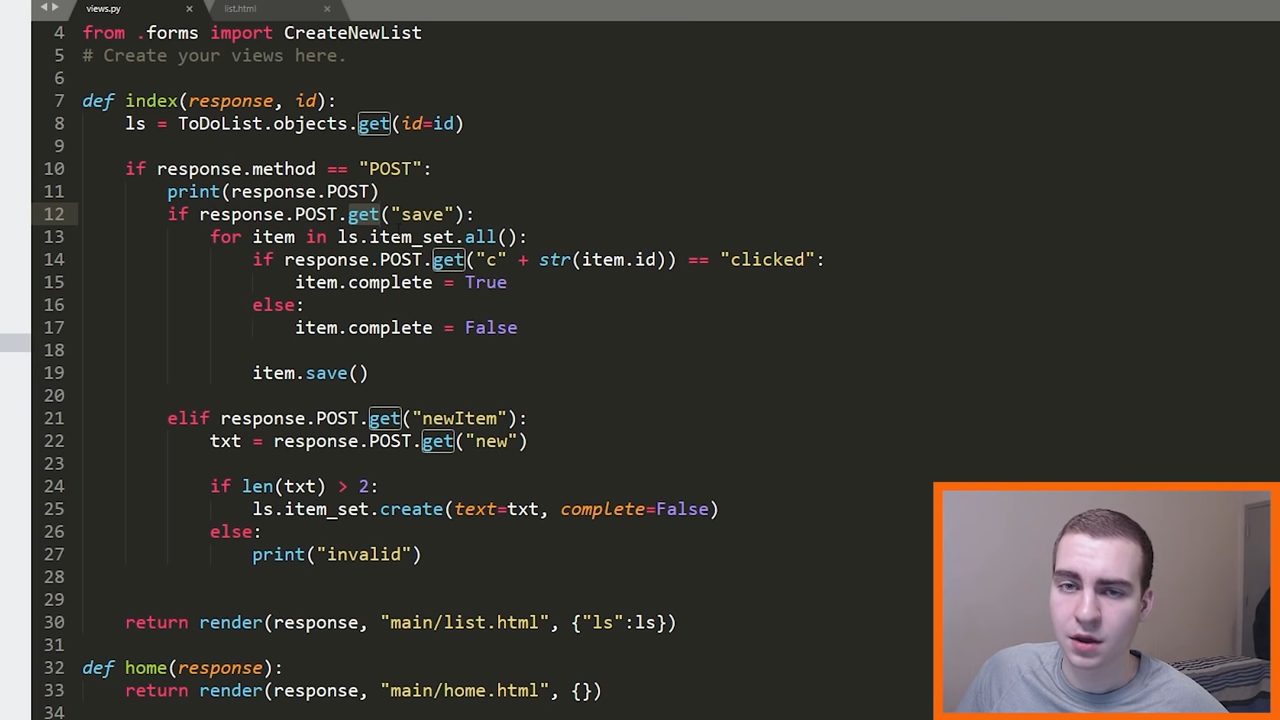 views.py × list.html ×
4 from .forms import CreateNewList
5 # Create your views here.
6
7 def index(response, id):
8 ls = ToDoList.objects.get(id=id)
9
10 if response.method == "POST":
11 print(response.POST)
12 if response.POST.get("save"):
13 for item in ls.item_set.all():
14 if response.POST.get("c" + str(item.id)) == "clicked":
15 item.complete = True
16 else:
17 item.complete = False
18
19 item.save()
20
21 elif response.POST.get("newItem"):
22 txt = response.POST.get("new")
23
24 if len(txt) > 2:
25 ls.item_set.create(text=txt, complete=False)
26 else:
27 print("invalid")
28
29
30 return render(response, "main/list.html", {"ls":ls})
31
32 def home(response):
33 return render(response, "main/home.html", {})
34